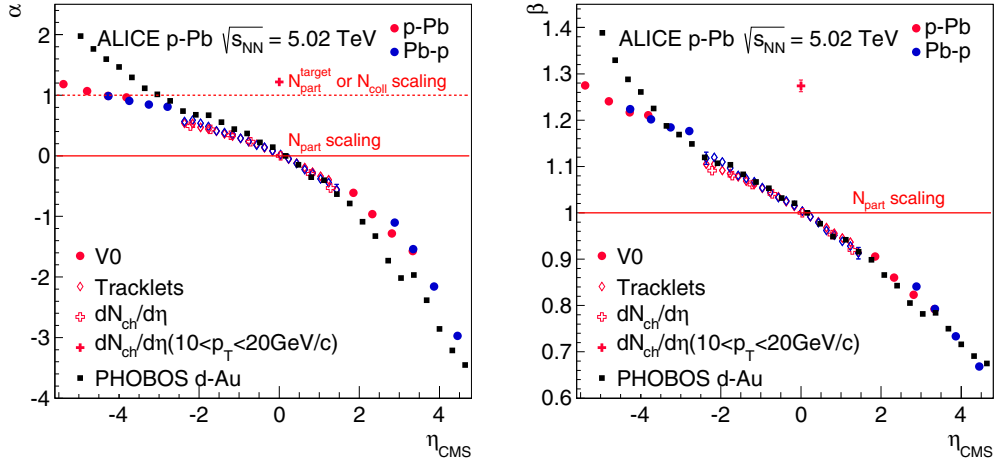 α
ALICE p-Pb √sNN = 5.02 TeV
p-Pb
Pb-p
N target part or Ncoll scaling
Npart scaling
V0
Tracklets
dNch/dη
dNch/dη(10<pT<20GeV/c)
PHOBOS d-Au
2
1
0
-1
-2
-3
-4
-4 -2 0 2 4
ηCMS
β
ALICE p-Pb √sNN = 5.02 TeV
p-Pb
Pb-p
Npart scaling
V0
Tracklets
dNch/dη
dNch/dη(10<pT<20GeV/c)
PHOBOS d-Au
1.4
1.3
1.2
1.1
1
0.9
0.8
0.7
0.6
-4 -2 0 2 4
ηCMS